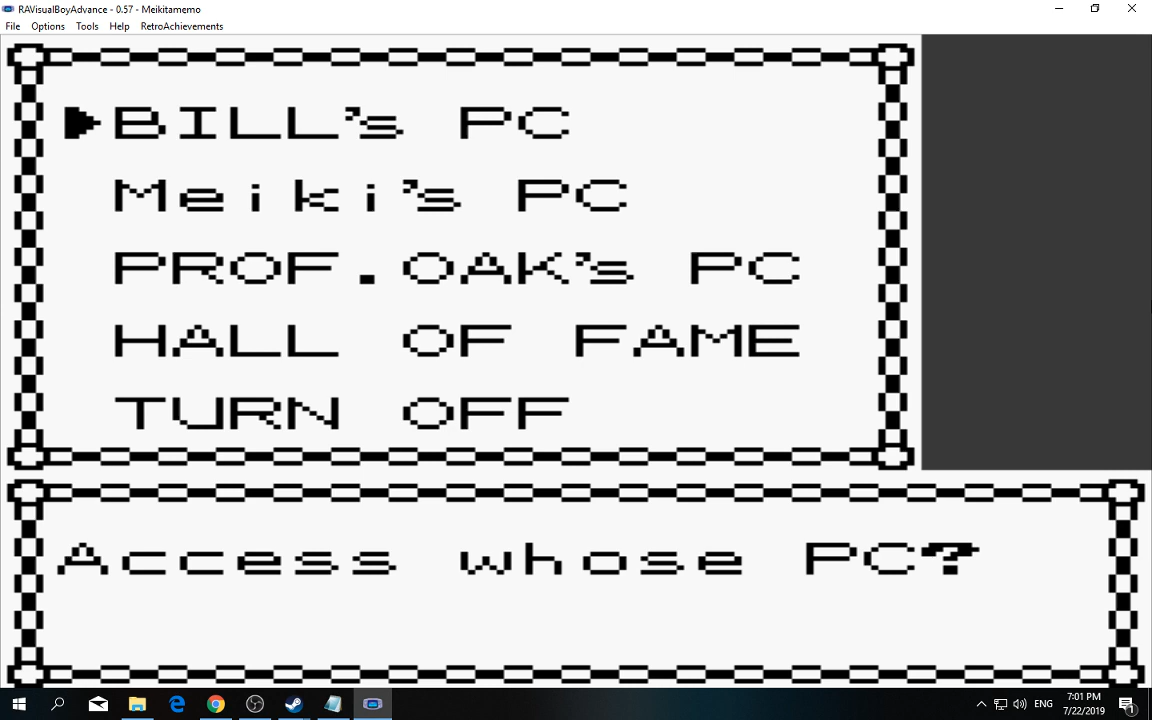 RAVisualBoyAdvance - 0.57 - Meikitamemo
File Options Tools Help RetroAchievements
▶BILL's PC
Meiki's PC
PROF.OAK's PC
HALL OF FAME
TURN OFF
Access whose PC?
ENG
7:01 PM
7/22/2019
1